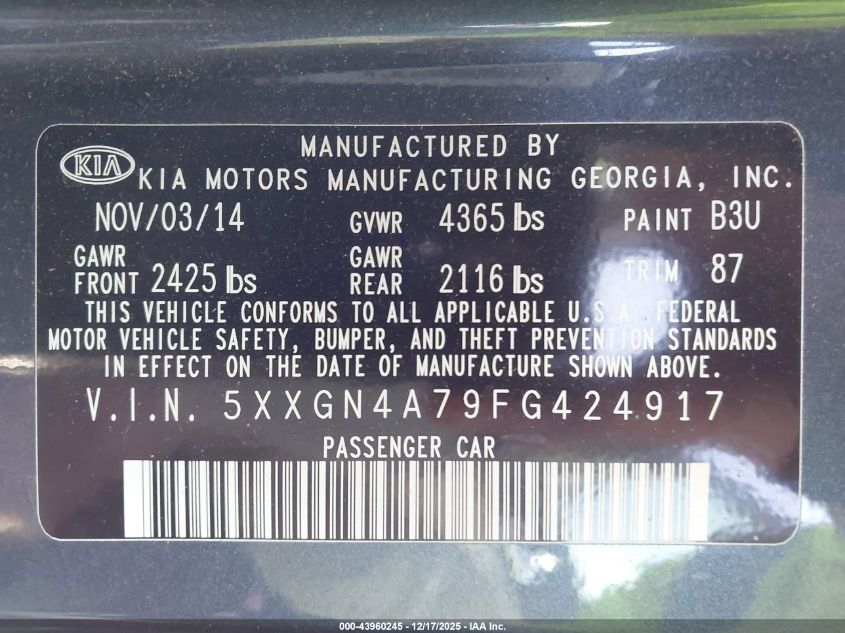 MANUFACTURED BY
KIA KIA MOTORS MANUFACTURING GEORGIA, INC.
NOV/03/14 GVWR 4365 lbs PAINT B3U
GAWR FRONT 2425 lbs GAWR REAR 2116 lbs TRIM 87
THIS VEHICLE CONFORMS TO ALL APPLICABLE U.S.A. FEDERAL
MOTOR VEHICLE SAFETY, BUMPER, AND THEFT PREVENTION STANDARDS
IN EFFECT ON THE DATE OF MANUFACTURE SHOWN ABOVE.
V.I.N. 5XXGN4A79FG424917
PASSENGER CAR
000-43960245 - 12/17/2025 - IAA Inc.